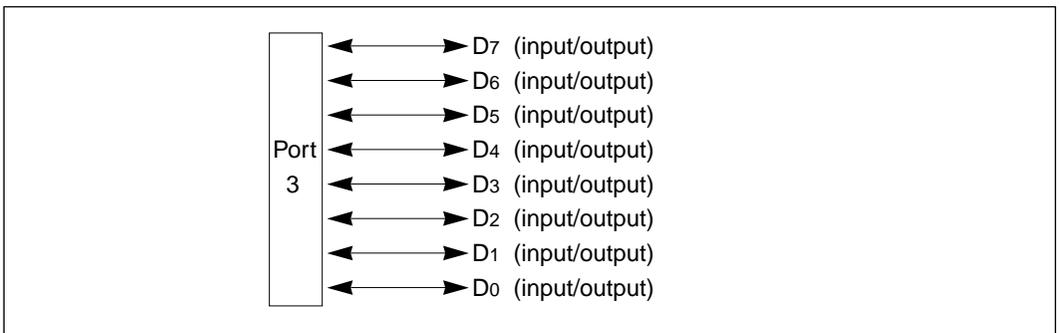 D7 (input/output)
D6 (input/output)
D5 (input/output)
Port D4 (input/output)
3 D3 (input/output)
D2 (input/output)
D1 (input/output)
D0 (input/output)